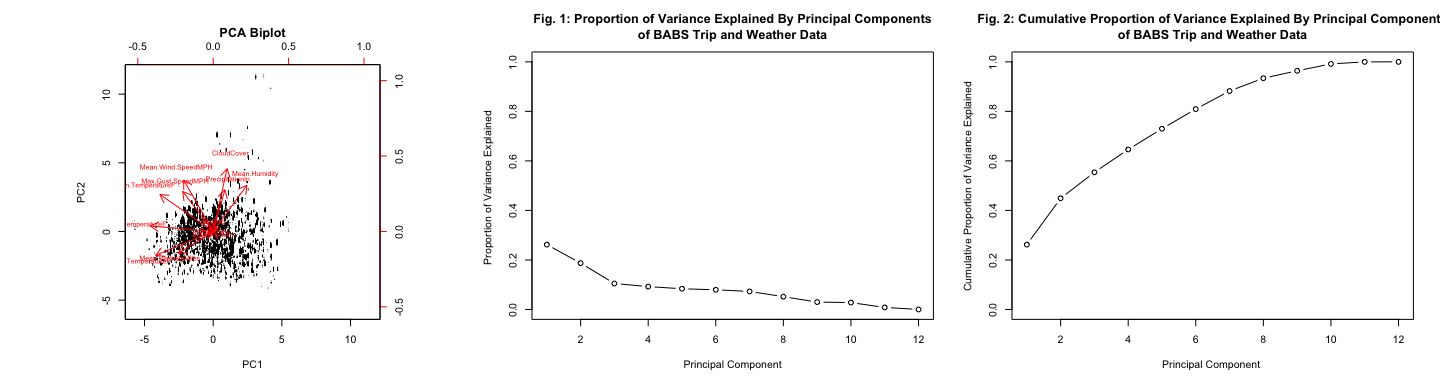 PCA Biplot
-0.5 0.0 0.5 1.0
CloudCover
Mean.Wind.SpeedMPH
Mean.Humidity
n.Temperature
emperature
1.0
0.5
0.0
-0.5
10
5
0
-5
PC2
-5 0 5 10
PC1
Fig. 1: Proportion of Variance Explained By Principal Components
of BABS Trip and Weather Data
1.0
0.8
0.6
0.4
0.2
0.0
Proportion of Variance Explained
2 4 6 8 10 12
Principal Component
Fig. 2: Cumulative Proportion of Variance Explained By Principal Component
of BABS Trip and Weather Data
1.0
0.8
0.6
0.4
0.2
0.0
Cumulative Proportion of Variance Explained
2 4 6 8 10 12
Principal Component